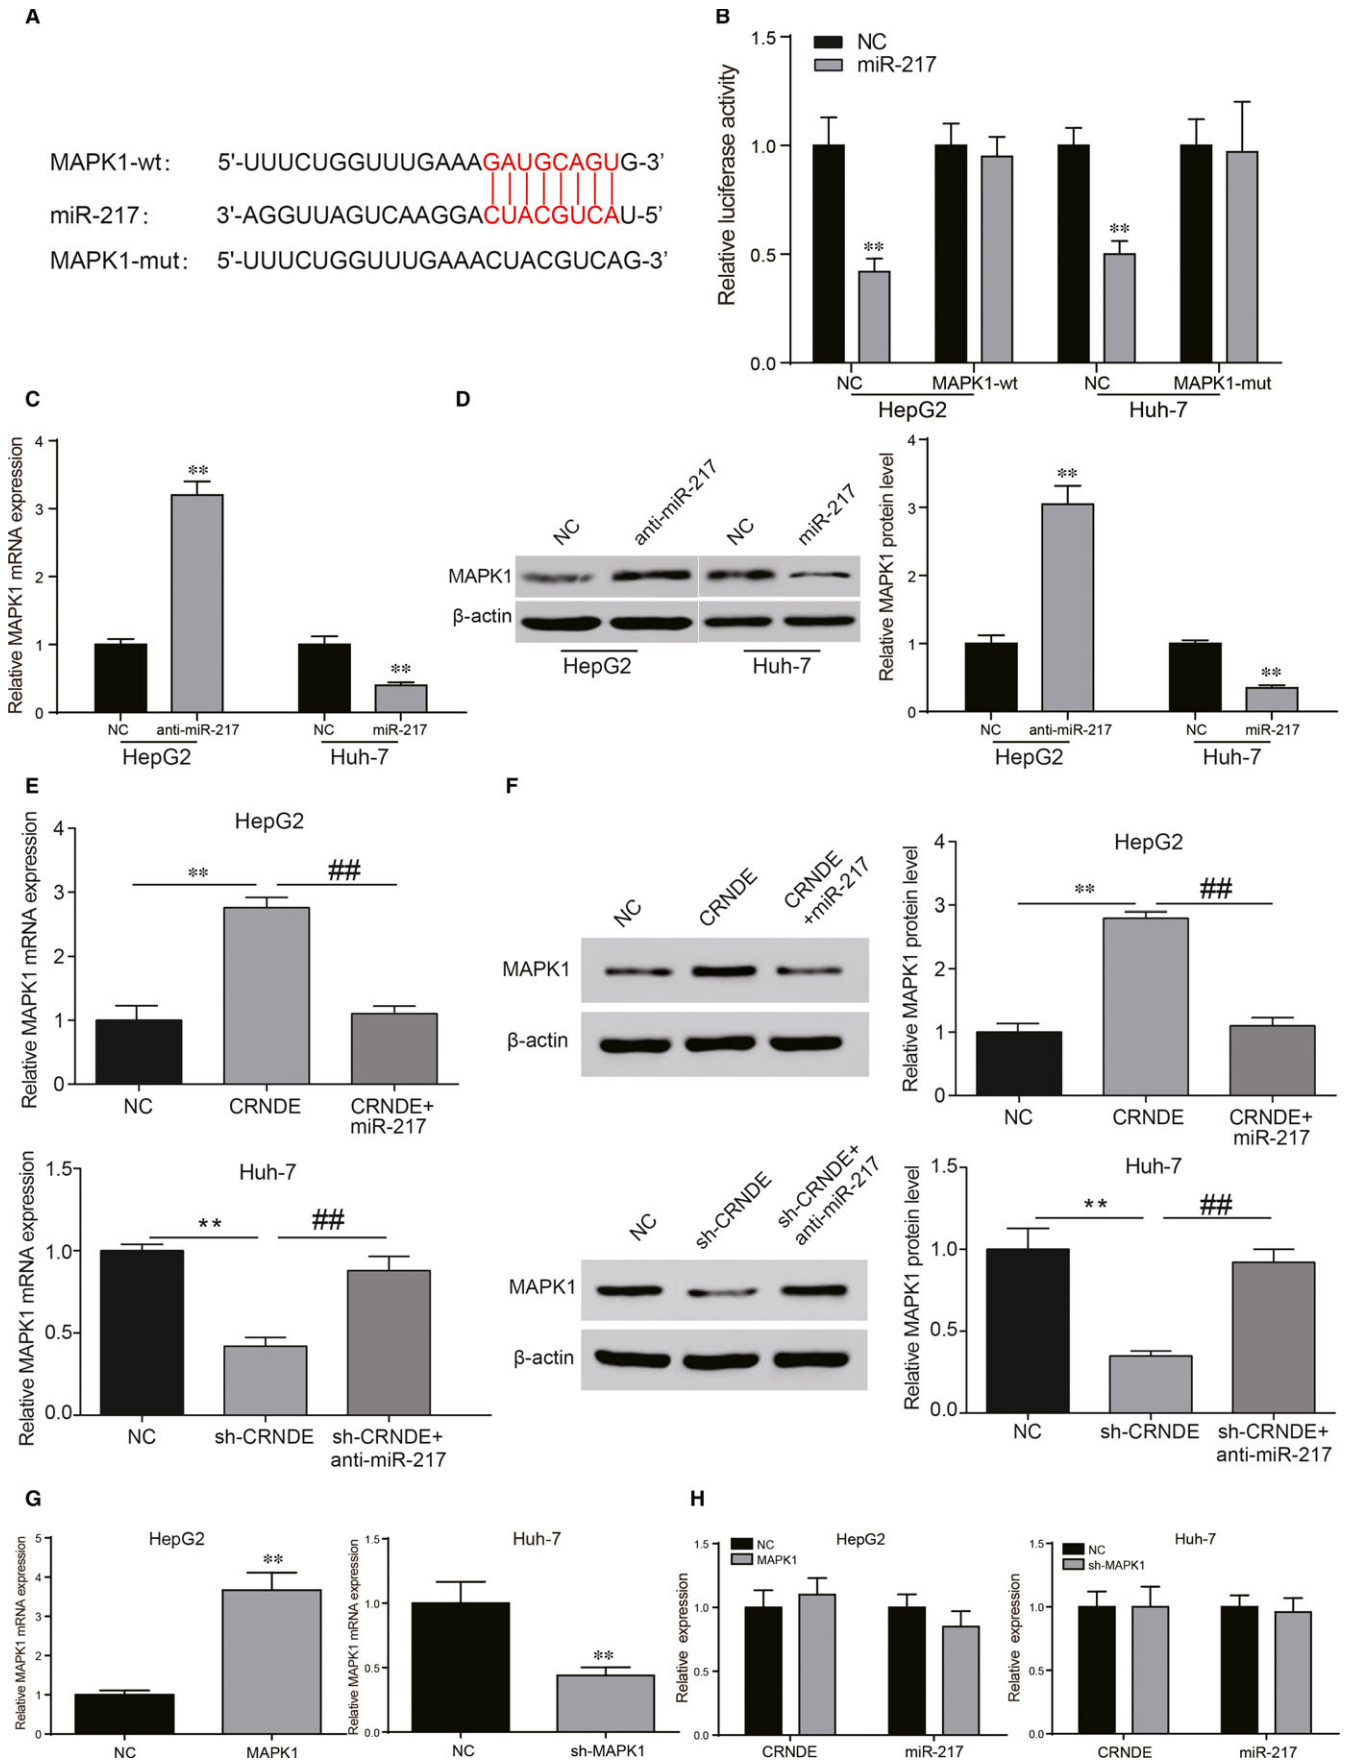 A
MAPK1-wt: 5'-UUUCUGGUUUGAAAGAUGCAGUG-3’
miR-217: 3'-AGGUUAGUCAAGGACUACGUCAU-5’
MAPK1-mut: 5'-UUUCUGGUUUGAAACUACGUCAG-3’
B
Relative luciferase activity
1.5
1.0
0.5
0.0
NC
miR-217
**
**
NC MAPK1-wt NC MAPK1-mut
HepG2 Huh-7
C
Relative MAPK1 mRNA expression
4
3
2
1
0
**
**
NC anti-miR-217 NC miR-217
HepG2 Huh-7
D
NC anti-miR-217 NC miR-217
MAPK1
β-actin
HepG2 Huh-7
Relative MAPK1 protein level
4
3
2
1
0
**
**
NC anti-miR-217 NC miR-217
HepG2 Huh-7
E
HepG2
Relative MAPK1 mRNA expression
4
3
2
1
0
** ##
NC CRNDE CRNDE+
miR-217
Huh-7
Relative MAPK1 mRNA expression
1.5
1.0
0.5
0.0
** ##
NC sh-CRNDE sh-CRNDE+
anti-miR-217
F
NC CRNDE CRNDE
+miR-217
MAPK1
β-actin
HepG2
Relative MAPK1 protein level
4
3
2
1
0
** ##
NC CRNDE CRNDE+
miR-217
NC sh-CRNDE sh-CRNDE+
anti-miR-217
MAPK1
β-actin
Huh-7
Relative MAPK1 protein level
1.5
1.0
0.5
0.0
** ##
NC sh-CRNDE sh-CRNDE+
anti-miR-217
G
HepG2
Relative MAPK1 mRNA expression
5
4
3
2
1
0
**
NC MAPK1
Huh-7
Relative MAPK1 mRNA expression
1.5
1.0
0.5
0.0
**
NC sh-MAPK1
H
HepG2
Relative expression
1.5
1.0
0.5
0.0
NC
MAPK1
CRNDE miR-217
Huh-7
Relative expression
1.5
1.0
0.5
0.0
NC
sh-MAPK1
CRNDE miR-217